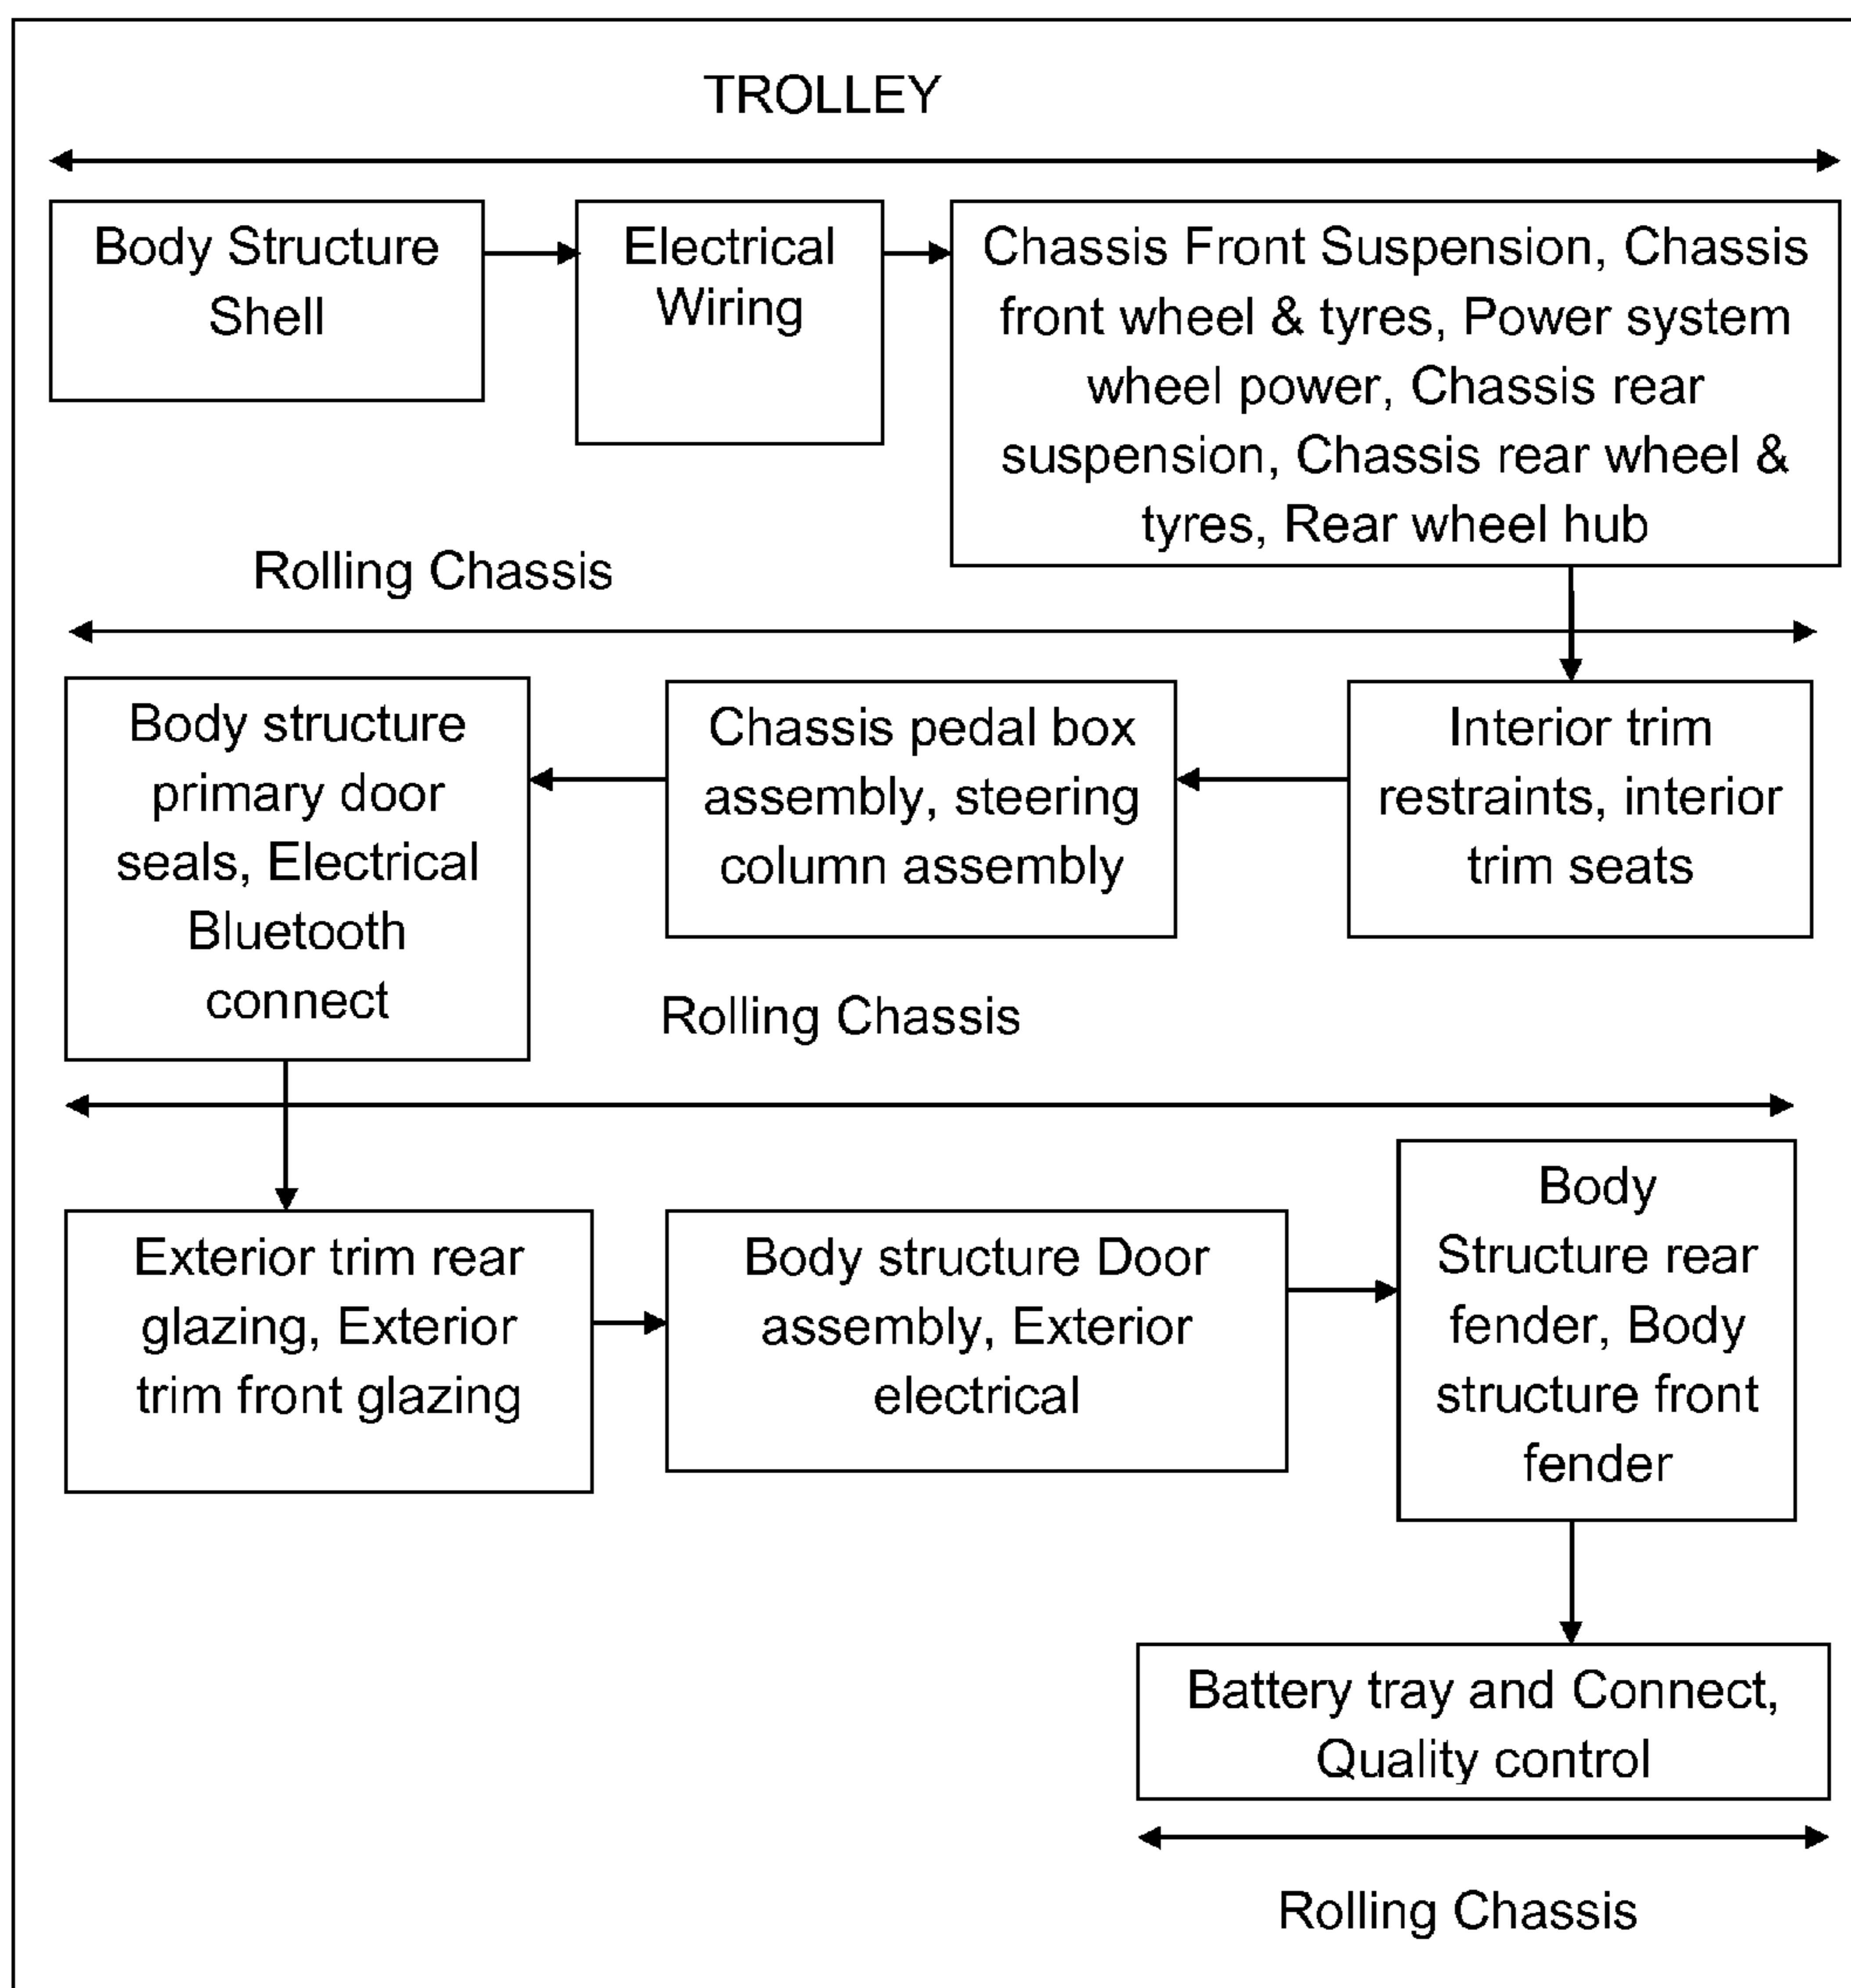 TROLLEY
Body Structure
Shell
Electrical
Wiring
Chassis Front Suspension, Chassis
front wheel & tyres, Power system
wheel power, Chassis rear
suspension, Chassis rear wheel &
tyres, Rear wheel hub
Rolling Chassis
Interior trim
restraints, interior
trim seats
Chassis pedal box
assembly, steering
column assembly
Body structure
primary door
seals, Electrical
Bluetooth
connect
Rolling Chassis
Exterior trim rear
glazing, Exterior
trim front glazing
Body structure Door
assembly, Exterior
electrical
Body
Structure rear
fender, Body
structure front
fender
Battery tray and Connect,
Quality control
Rolling Chassis